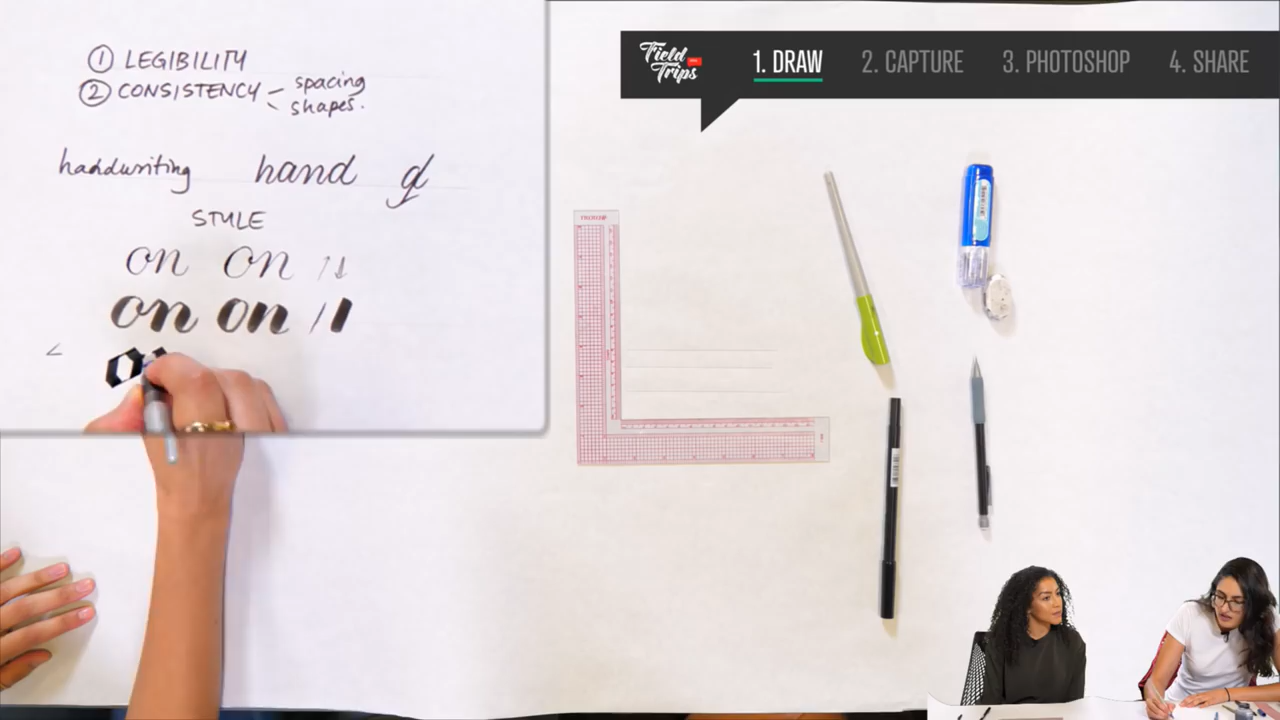 ① LEGIBILITY
② CONSISTENCY - spacing
shapes.
handwriting hand d
STYLE
on on
on on
Field Trips
1. DRAW 2. CAPTURE 3. PHOTOSHOP 4. SHARE